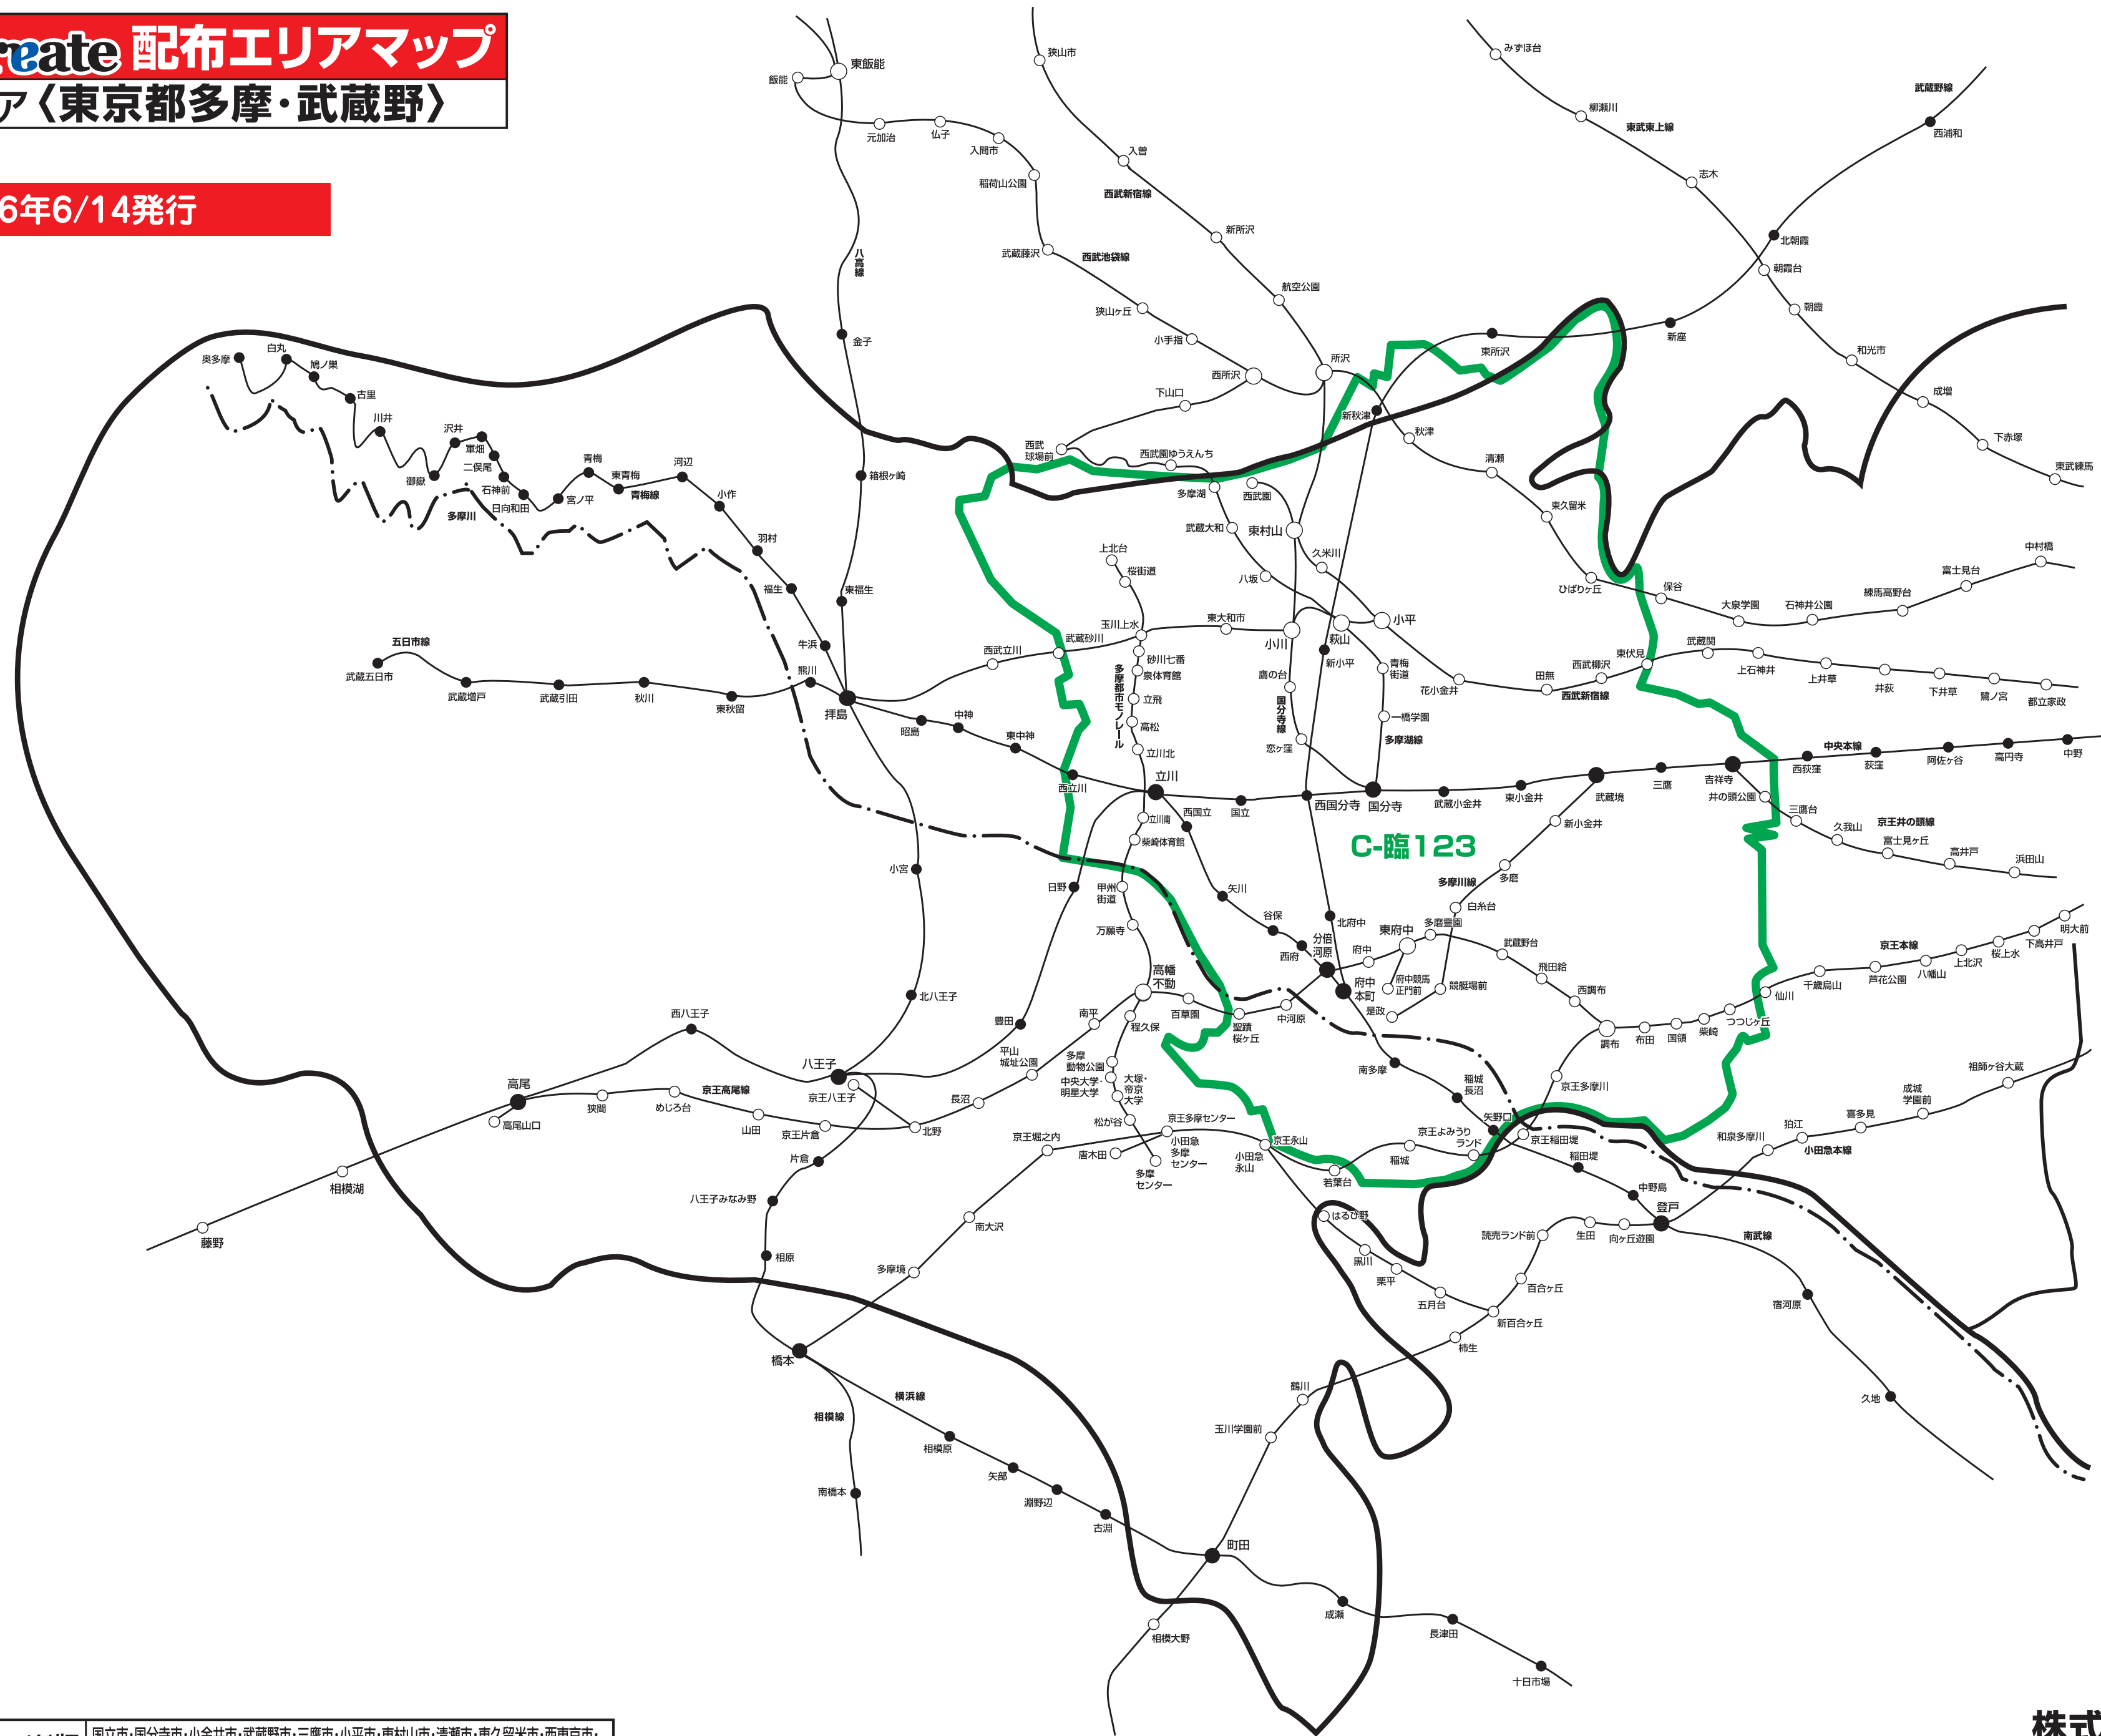 reate 配布エリアマップ
ア〈東京都多摩・武蔵野〉
6年6/14発行
東飯能
飯能
元加治
仏子
入間市
稲荷山公園
武蔵藤沢
西武池袋線
狭山ヶ丘
小手指
西所沢
下山口
西武
球場前
狭山市
入曽
西武新宿線
新所沢
航空公園
所沢
みずほ台
柳瀬川
東武東上線
志木
武蔵野線
西浦和
北朝霞
朝霞台
朝霞
和光市
成増
下赤塚
東武練馬
新座
東所沢
新秋津
秋津
清瀬
東久留米
ひばりヶ丘
保谷
大泉学園
石神井公園
練馬高野台
富士見台
中村橋
八高線
金子
箱根ヶ崎
東福生
奥多摩
白丸
鳩ノ巣
古里
川井
御嶽
沢井
軍畑
二俣尾
石神前
日向和田
宮ノ平
青梅
東青梅
青梅線
河辺
小作
羽村
福生
牛浜
多摩川
西武園ゆうえんち
多摩湖
西武園
武蔵大和
東村山
久米川
八坂
上北台
桜街道
玉川上水
東大和市
小川
萩山
小平
新小平
青梅
街道
鷹の台
国分寺線
恋ヶ窪
一橋学園
多摩湖線
花小金井
田無
西武新宿線
西武柳沢
東伏見
武蔵関
上石神井
上井草
井荻
下井草
鷺ノ宮
都立家政
五日市線
武蔵五日市
武蔵増戸
武蔵引田
秋川
東秋留
熊川
拝島
西武立川
武蔵砂川
砂川七番
泉体育館
多摩都市モノレール
立飛
高松
立川北
昭島
中神
東中神
西立川
立川
西国立
国立
西国分寺
国分寺
武蔵小金井
東小金井
武蔵境
三鷹
吉祥寺
西荻窪
中央本線
荻窪
阿佐ヶ谷
高円寺
中野
井の頭公園
三鷹台
久我山
京王井の頭線
富士見ヶ丘
高井戸
浜田山
C-臨123
立川南
柴崎体育館
新小金井
多磨
多摩川線
白糸台
小宮
日野
甲州
街道
万願寺
矢川
谷保
西府
分倍
河原
北府中
府中
東府中
多磨霊園
武蔵野台
飛田給
西調布
府中
本町
府中競馬
正門前
競艇場前
是政
調布
布田
国領
柴崎
つつじヶ丘
仙川
千歳烏山
京王本線
芦花公園
八幡山
上北沢
桜上水
下高井戸
明大前
高幡
不動
百草園
聖蹟
桜ヶ丘
中河原
程久保
南平
平山
城址公園
豊田
北八王子
西八王子
八王子
京王八王子
高尾
高尾山口
狭間
めじろ台
京王高尾線
山田
京王片倉
北野
長沼
片倉
八王子みなみ野
相原
相模湖
藤野
多摩
動物公園
中央大学・
明星大学
大塚・
帝京
大学
松が谷
京王多摩センター
小田急
多摩
センター
唐木田
多摩
センター
京王堀之内
南大沢
多摩境
橋本
京王永山
小田急
永山
若葉台
稲城
京王よみうり
ランド
京王稲田堤
京王多摩川
南多摩
稲城
長沼
矢野口
稲田堤
中野島
登戸
南武線
宿河原
久地
和泉多摩川
狛江
小田急本線
喜多見
成城
学園前
祖師ヶ谷大蔵
向ヶ丘遊園
生田
読売ランド前
百合ヶ丘
新百合ヶ丘
五月台
栗平
黒川
はるひ野
柿生
鶴川
玉川学園前
町田
相模大野
横浜線
相模線
南橋本
相模原
矢部
淵野辺
古淵
成瀬
長津田
十日市場
国立市・国分寺市・小金井市・武蔵野市・三鷹市・小平市・東村山市・清瀬市・東久留米市・西東京市・
株式